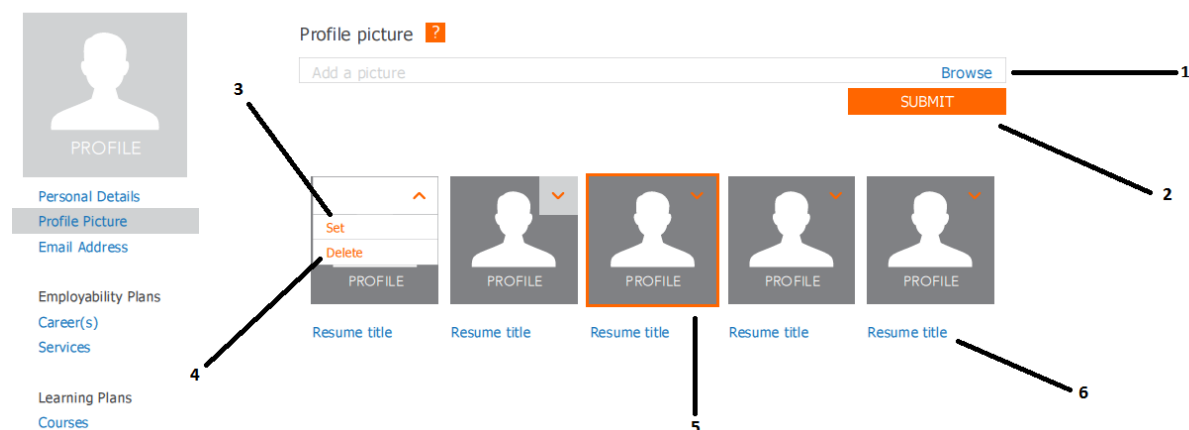 PROFILE
Personal Details
Profile Picture
Email Address
Employability Plans
Career(s)
Services
Learning Plans
Courses
Profile picture ?
Add a picture Browse
SUBMIT
Set
Delete
PROFILE PROFILE PROFILE PROFILE PROFILE
Resume title Resume title Resume title Resume title Resume title
1
2
3
4
5
6